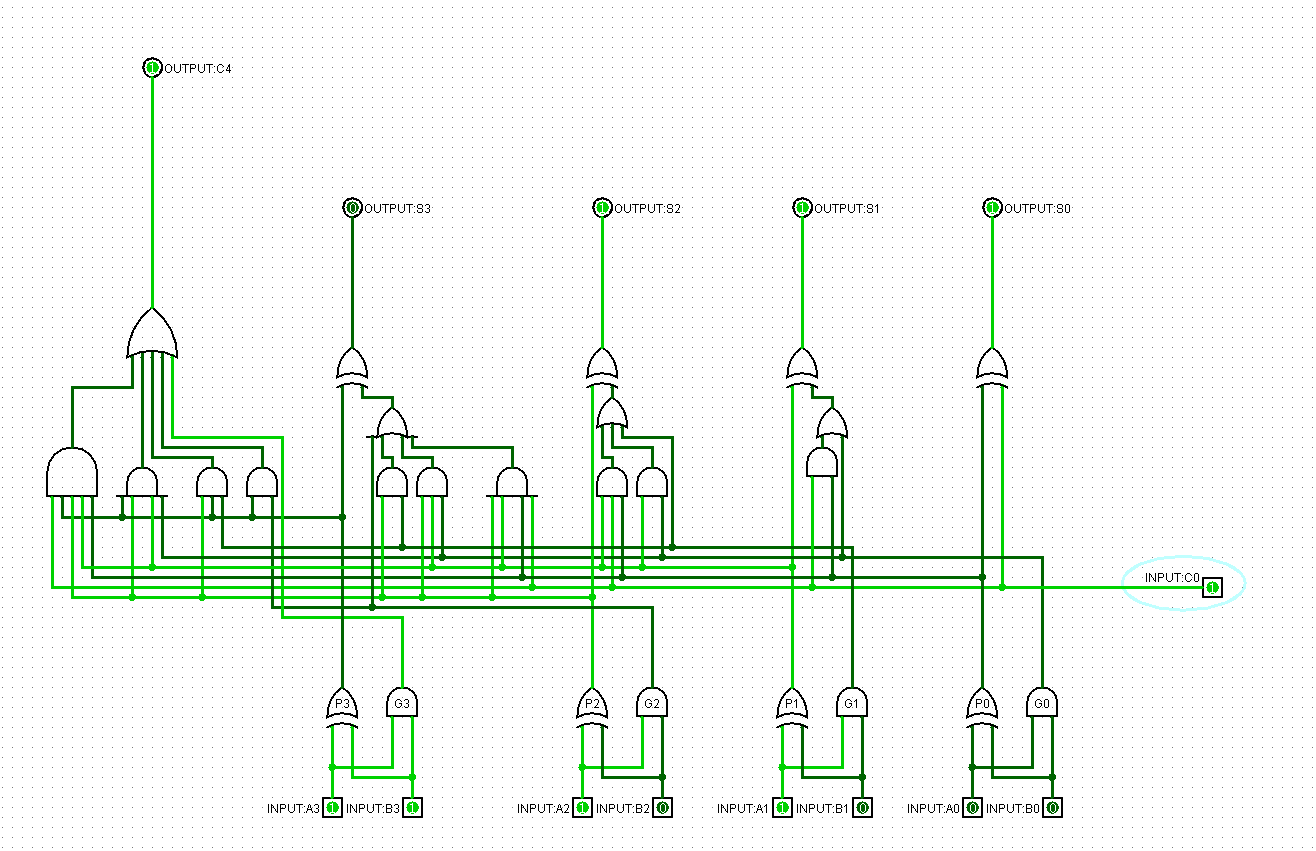 1 OUTPUT:C4
0 OUTPUT:S3
1 OUTPUT:S2
1 OUTPUT:S1
1 OUTPUT:S0
INPUT:C0 1
P3
G3
P2
G2
P1
G1
P0
G0
INPUT:A3 1
INPUT:B3 1
INPUT:A2 1
INPUT:B2 0
INPUT:A1 1
INPUT:B1 0
INPUT:A0 0
INPUT:B0 0